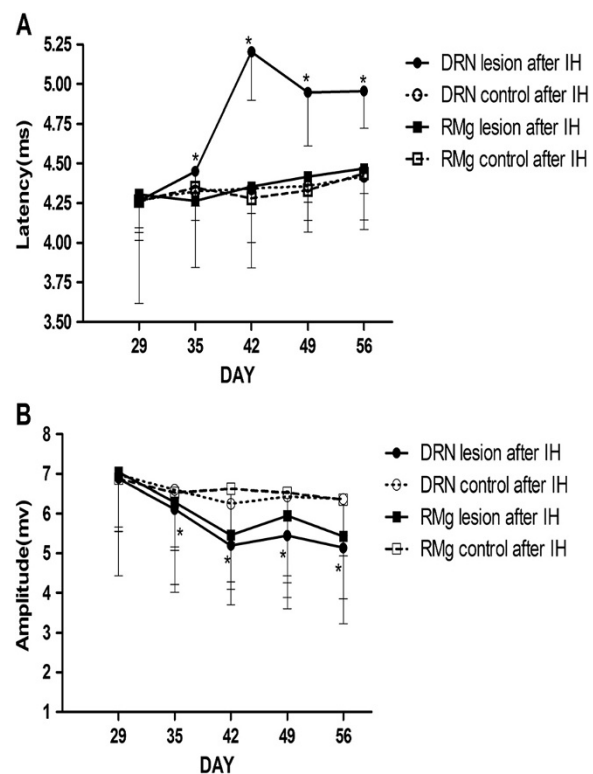 A
5.25
5.00
4.75
4.50
4.25
4.00
3.75
3.50
Latency(ms)
* * * *
29 35 42 49 56
DAY
DRN lesion after IH
DRN control after IH
RMg lesion after IH
RMg control after IH
B
8
7
6
5
4
3
2
1
Amplitude(mv)
* * * *
29 35 42 49 56
DAY
DRN lesion after IH
DRN control after IH
RMg lesion after IH
RMg control after IH